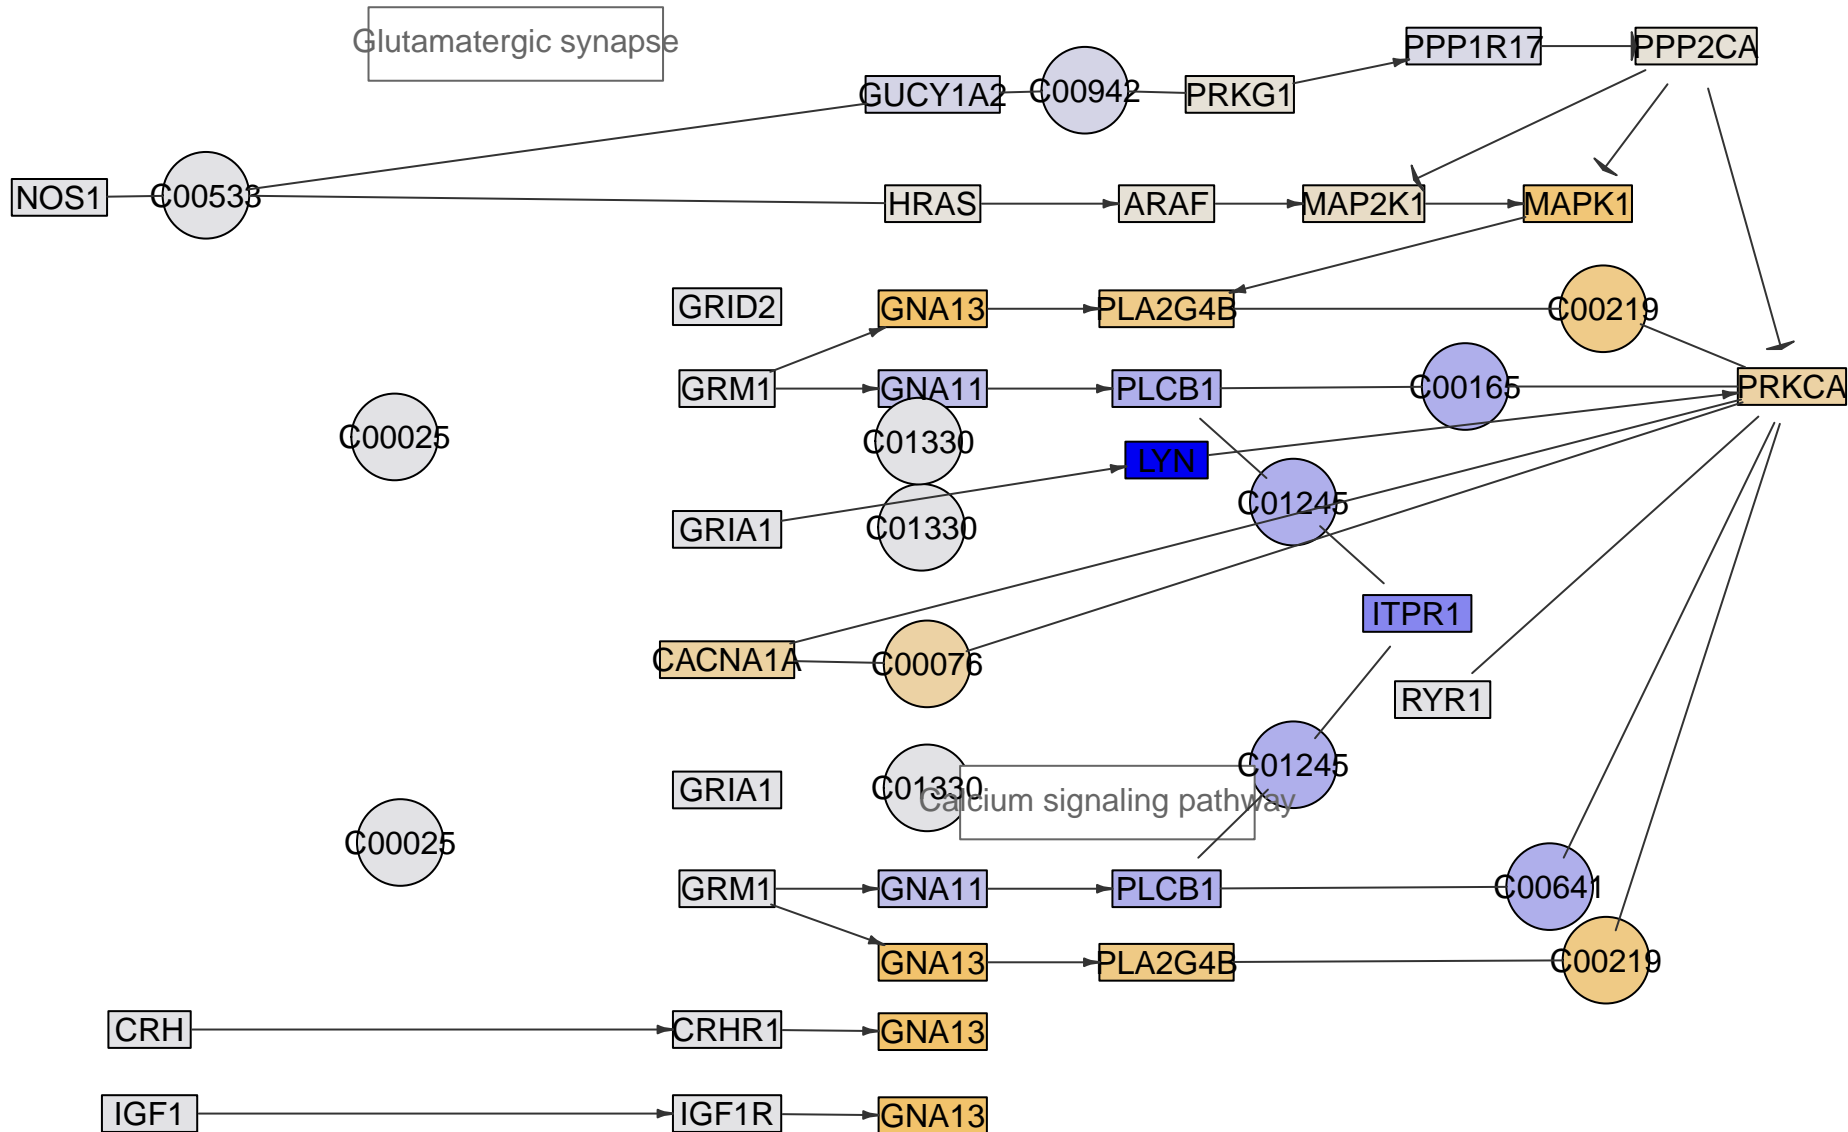 Glutamatergic synapse
PPP1R17
PPP2CA
GUCY1A2
C00942
PRKG1
NOS1
C00533
HRAS
ARAF
MAP2K1
MAPK1
GRID2
GNA13
PLA2G4B
C00219
GRM1
GNA11
PLCB1
C00165
PRKCA
C00025
C01330
LYN
C01245
GRIA1
C01330
ITPR1
CACNA1A
C00076
RYR1
C01245
GRIA1
C01330
Calcium signaling pathway
C00025
GRM1
GNA11
PLCB1
C00641
GNA13
PLA2G4B
C00219
CRH
CRHR1
GNA13
IGF1
IGF1R
GNA13